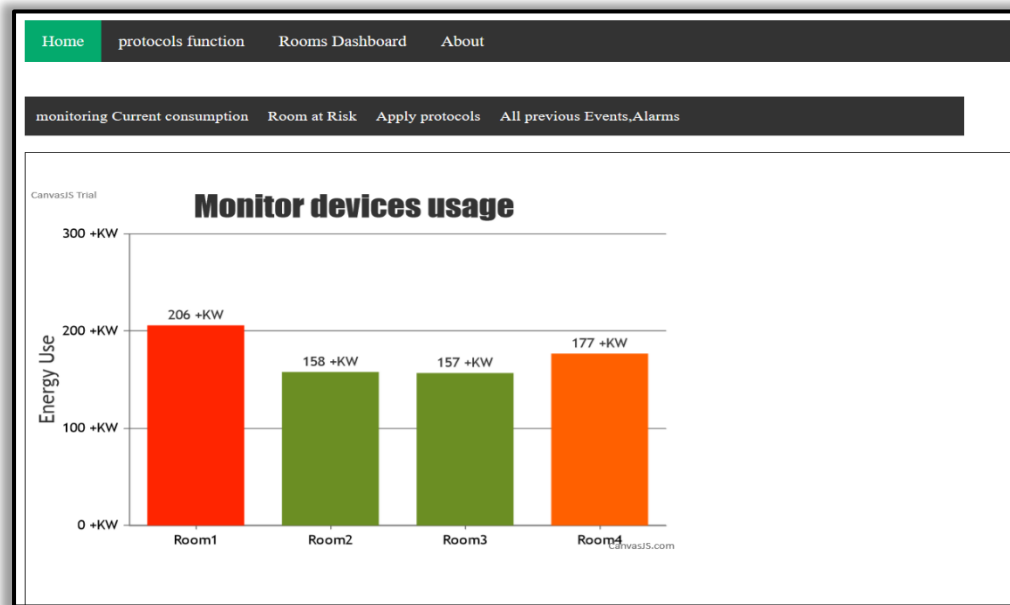 Home protocols function Rooms Dashboard About
monitoring Current consumption Room at Risk Apply protocols All previous Events,Alarms
CanvasJS Trial
Monitor devices usage
300 +KW
206 +KW
200 +KW
177 +KW
158 +KW
157 +KW
Energy Use
100 +KW
0 +KW
Room1 Room2 Room3 Room4
CanvasJS.com